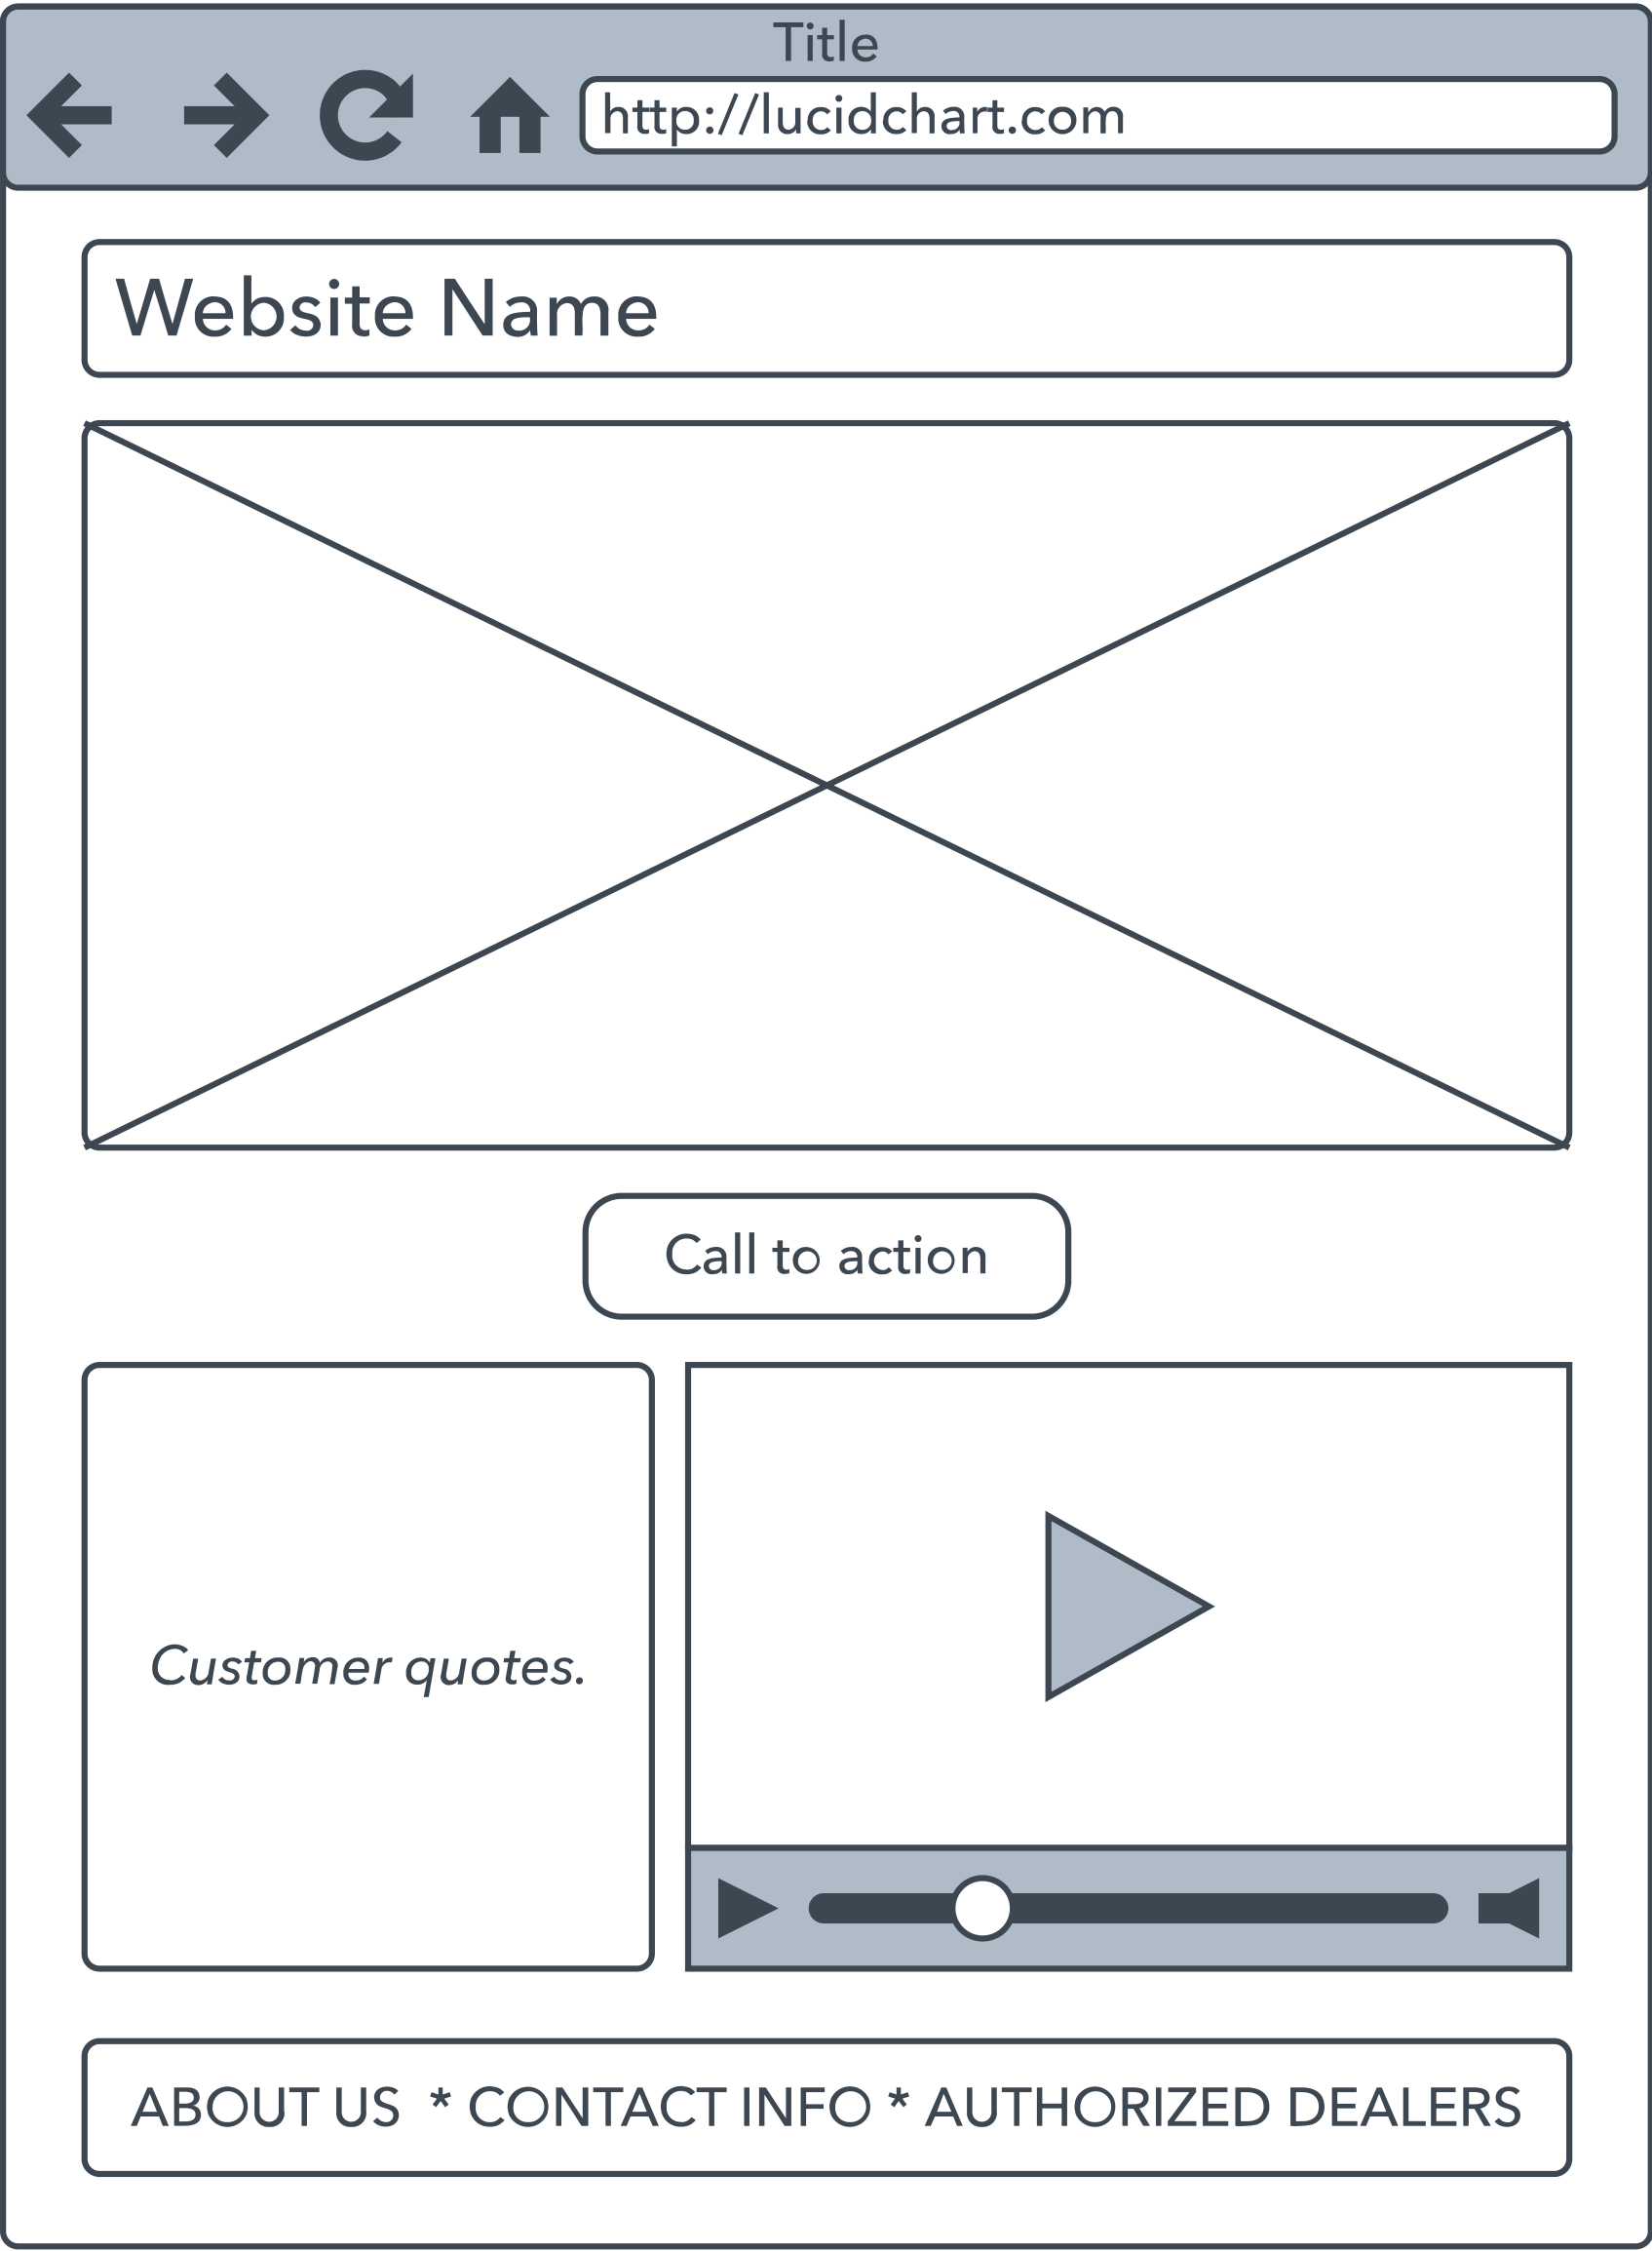 Title
http://lucidchart.com
Website Name
Call to action
Customer quotes.
ABOUT US * CONTACT INFO * AUTHORIZED DEALERS